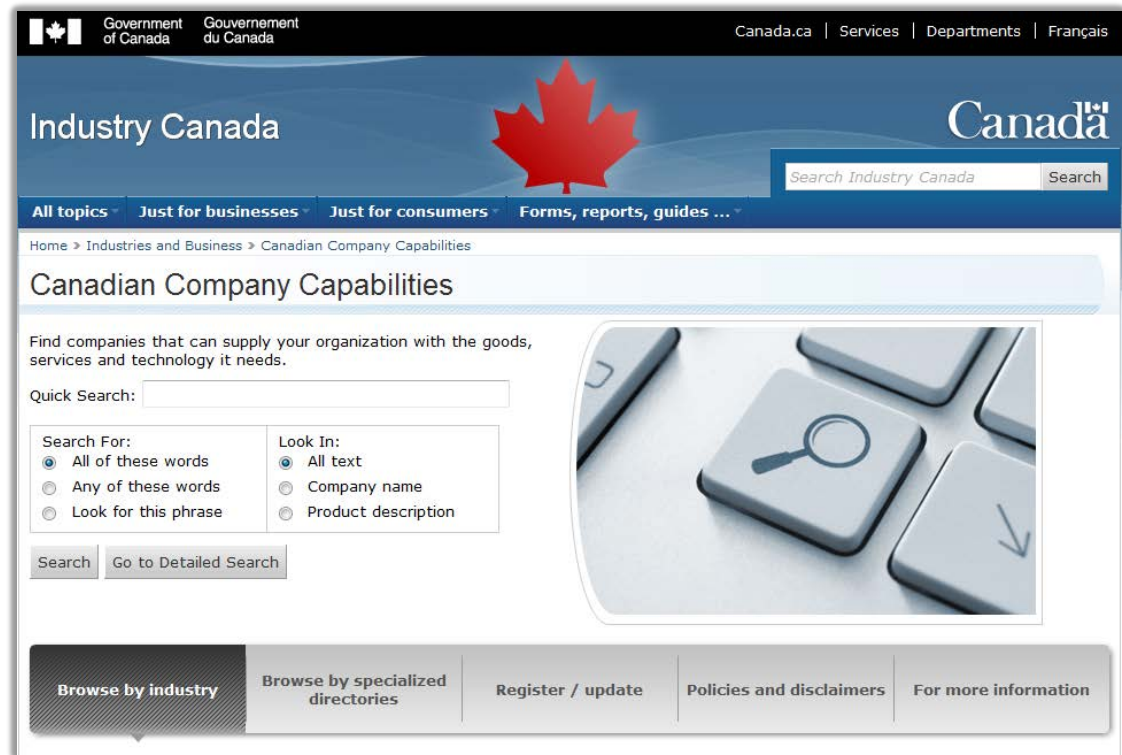 Government of Canada
Gouvernement du Canada
Canada.ca | Services | Departments | Français
Industry Canada
Canada
Search Industry Canada
Search
All topics Just for businesses Just for consumers Forms, reports, guides ...
Home > Industries and Business > Canadian Company Capabilities
Canadian Company Capabilities
Find companies that can supply your organization with the goods,
services and technology it needs.
Quick Search:
Search For:
All of these words
Any of these words
Look for this phrase
Look In:
All text
Company name
Product description
Search Go to Detailed Search
Browse by industry
Browse by specialized
directories
Register / update
Policies and disclaimers
For more information